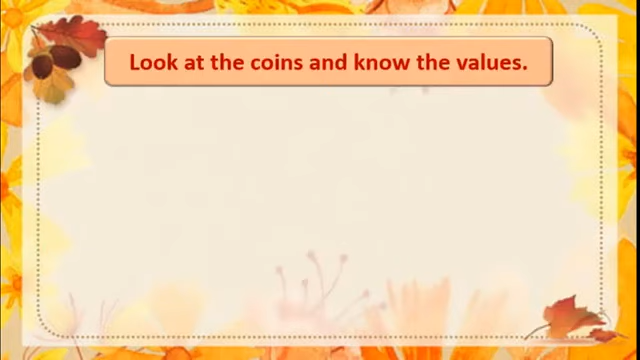 Look at the coins and know the values.